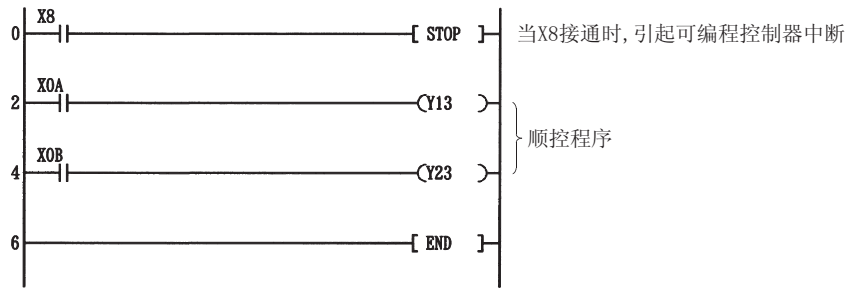 X8
0 [ STOP ] 当X8接通时,引起可编程控制器中断
X0A
2 (Y13 )
顺控程序
X0B
4 (Y23 )
6 [ END ]